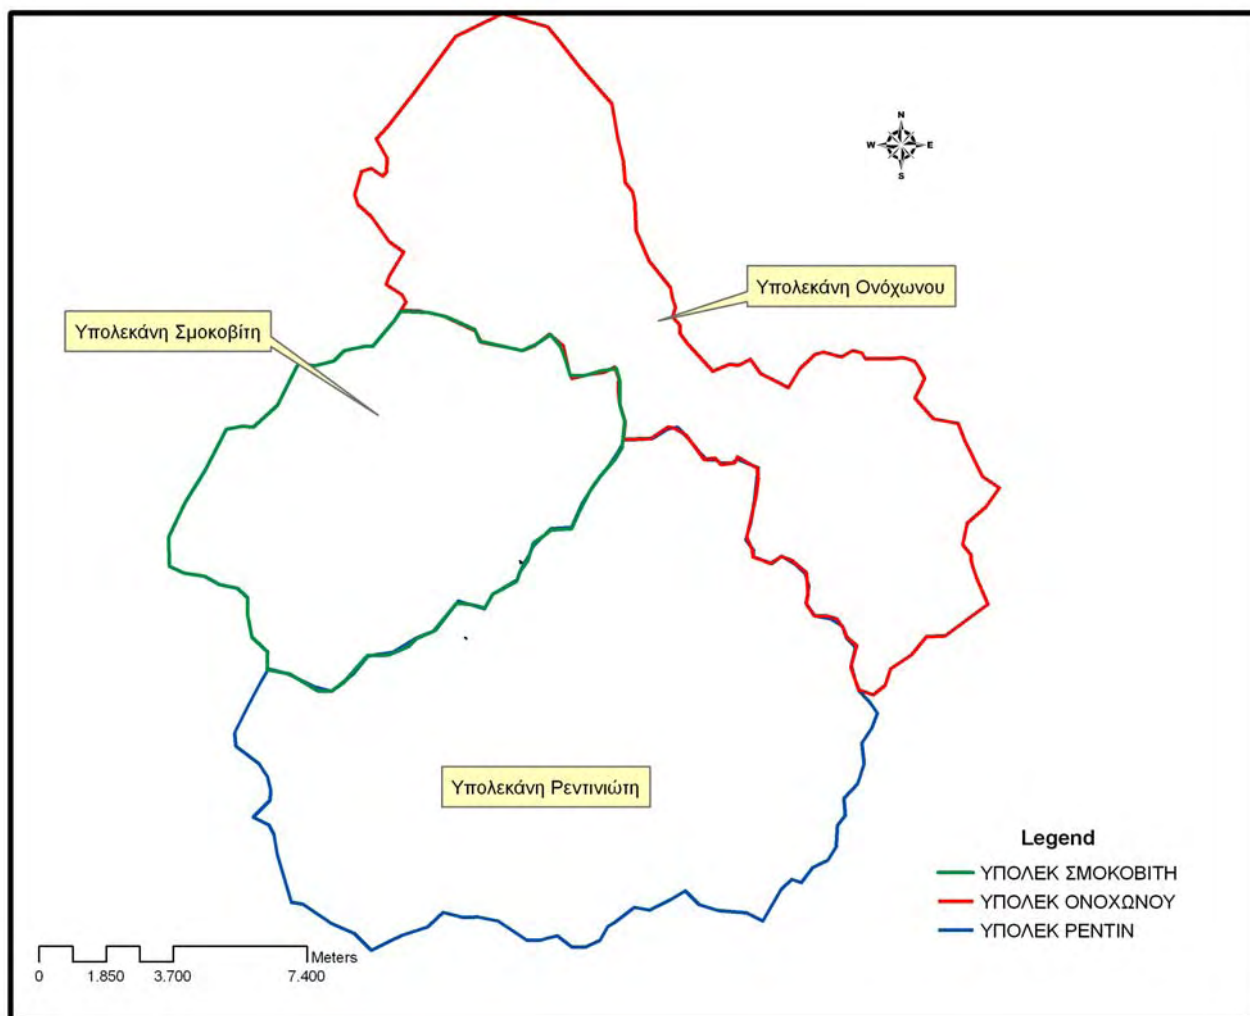 N
W E
S
Υπολεκάνη Ονόχωνου
Υπολεκάνη Σμοκοβίτη
Υπολεκάνη Ρεντινιώτη
Legend
ΥΠΟΛΕΚ ΣΜΟΚΟΒΙΤΗ
ΥΠΟΛΕΚ ΟΝΟΧΩΝΟΥ
ΥΠΟΛΕΚ ΡΕΝΤΙΝ
Meters
0 1.850 3.700 7.400